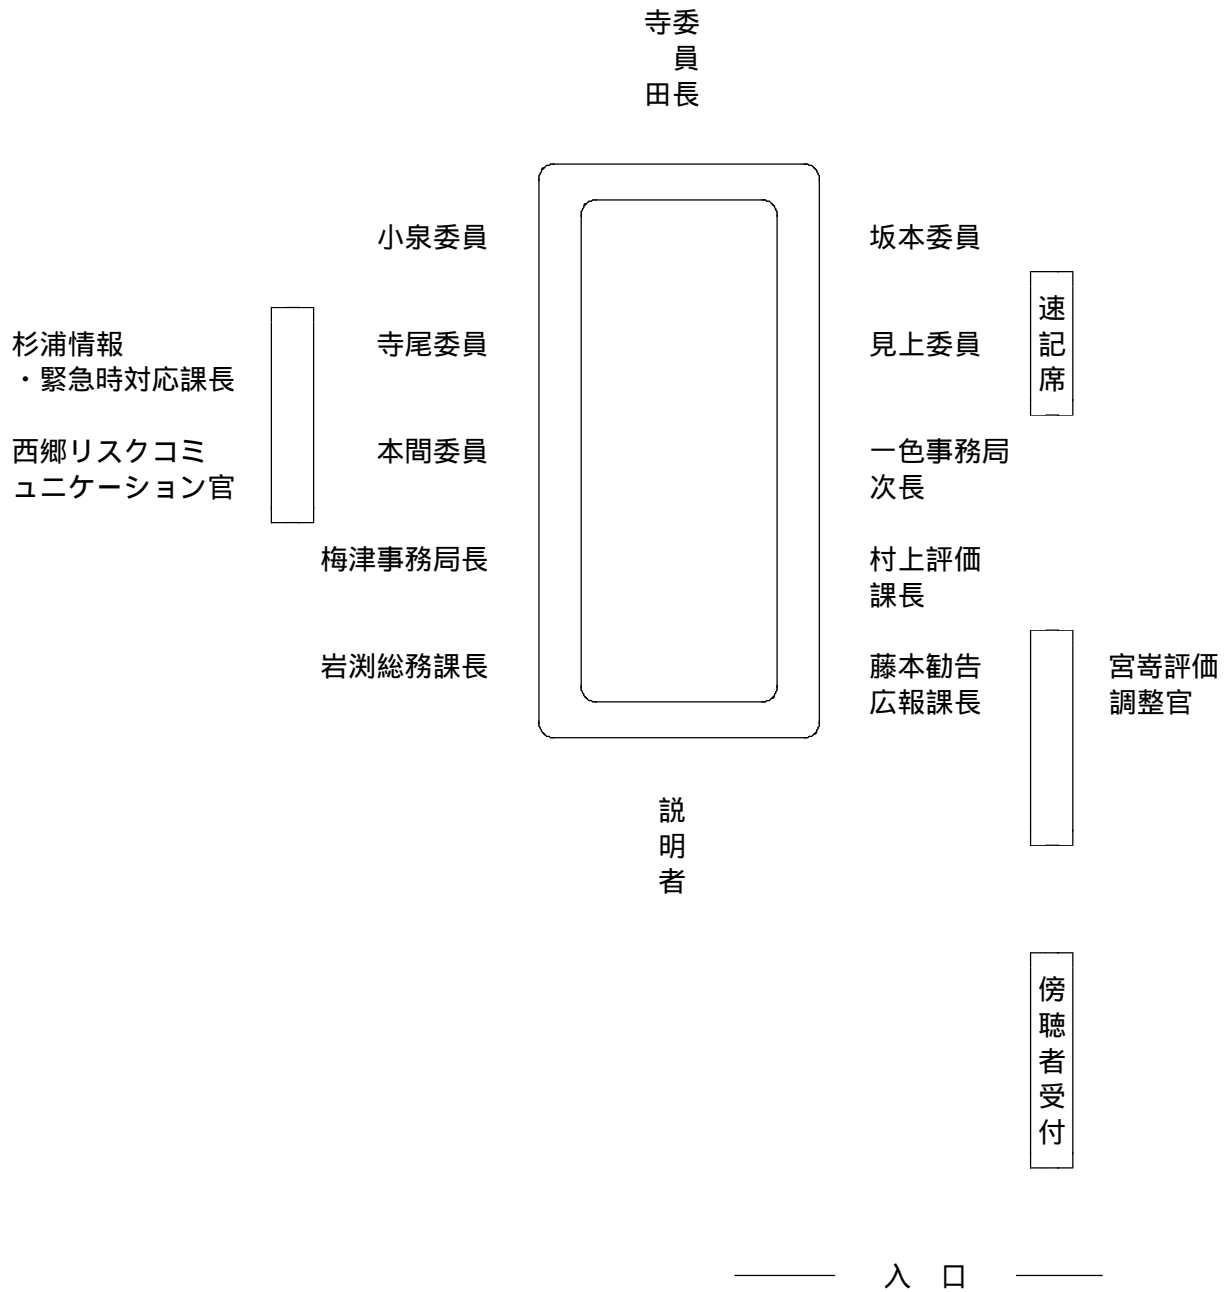 寺田
委員長
小泉委員
坂本委員
速記席
杉浦情報
・緊急時対応課長
寺尾委員
見上委員
西郷リスクコミ
ュニケーション官
本間委員
一色事務局
次長
梅津事務局長
村上評価
課長
岩渕総務課長
藤本勧告
広報課長
宮嵜評価
調整官
説明者
傍聴者受付
入 口